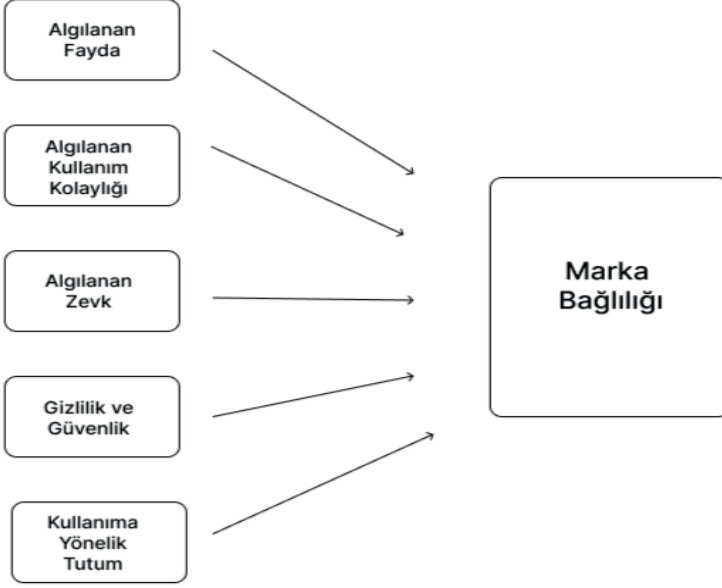 Algılanan
Fayda
Algılanan
Kullanım
Kolaylığı
Algılanan
Zevk
Gizlilik ve
Güvenlik
Kullanıma
Yönelik
Tutum
Marka
Bağlılığı